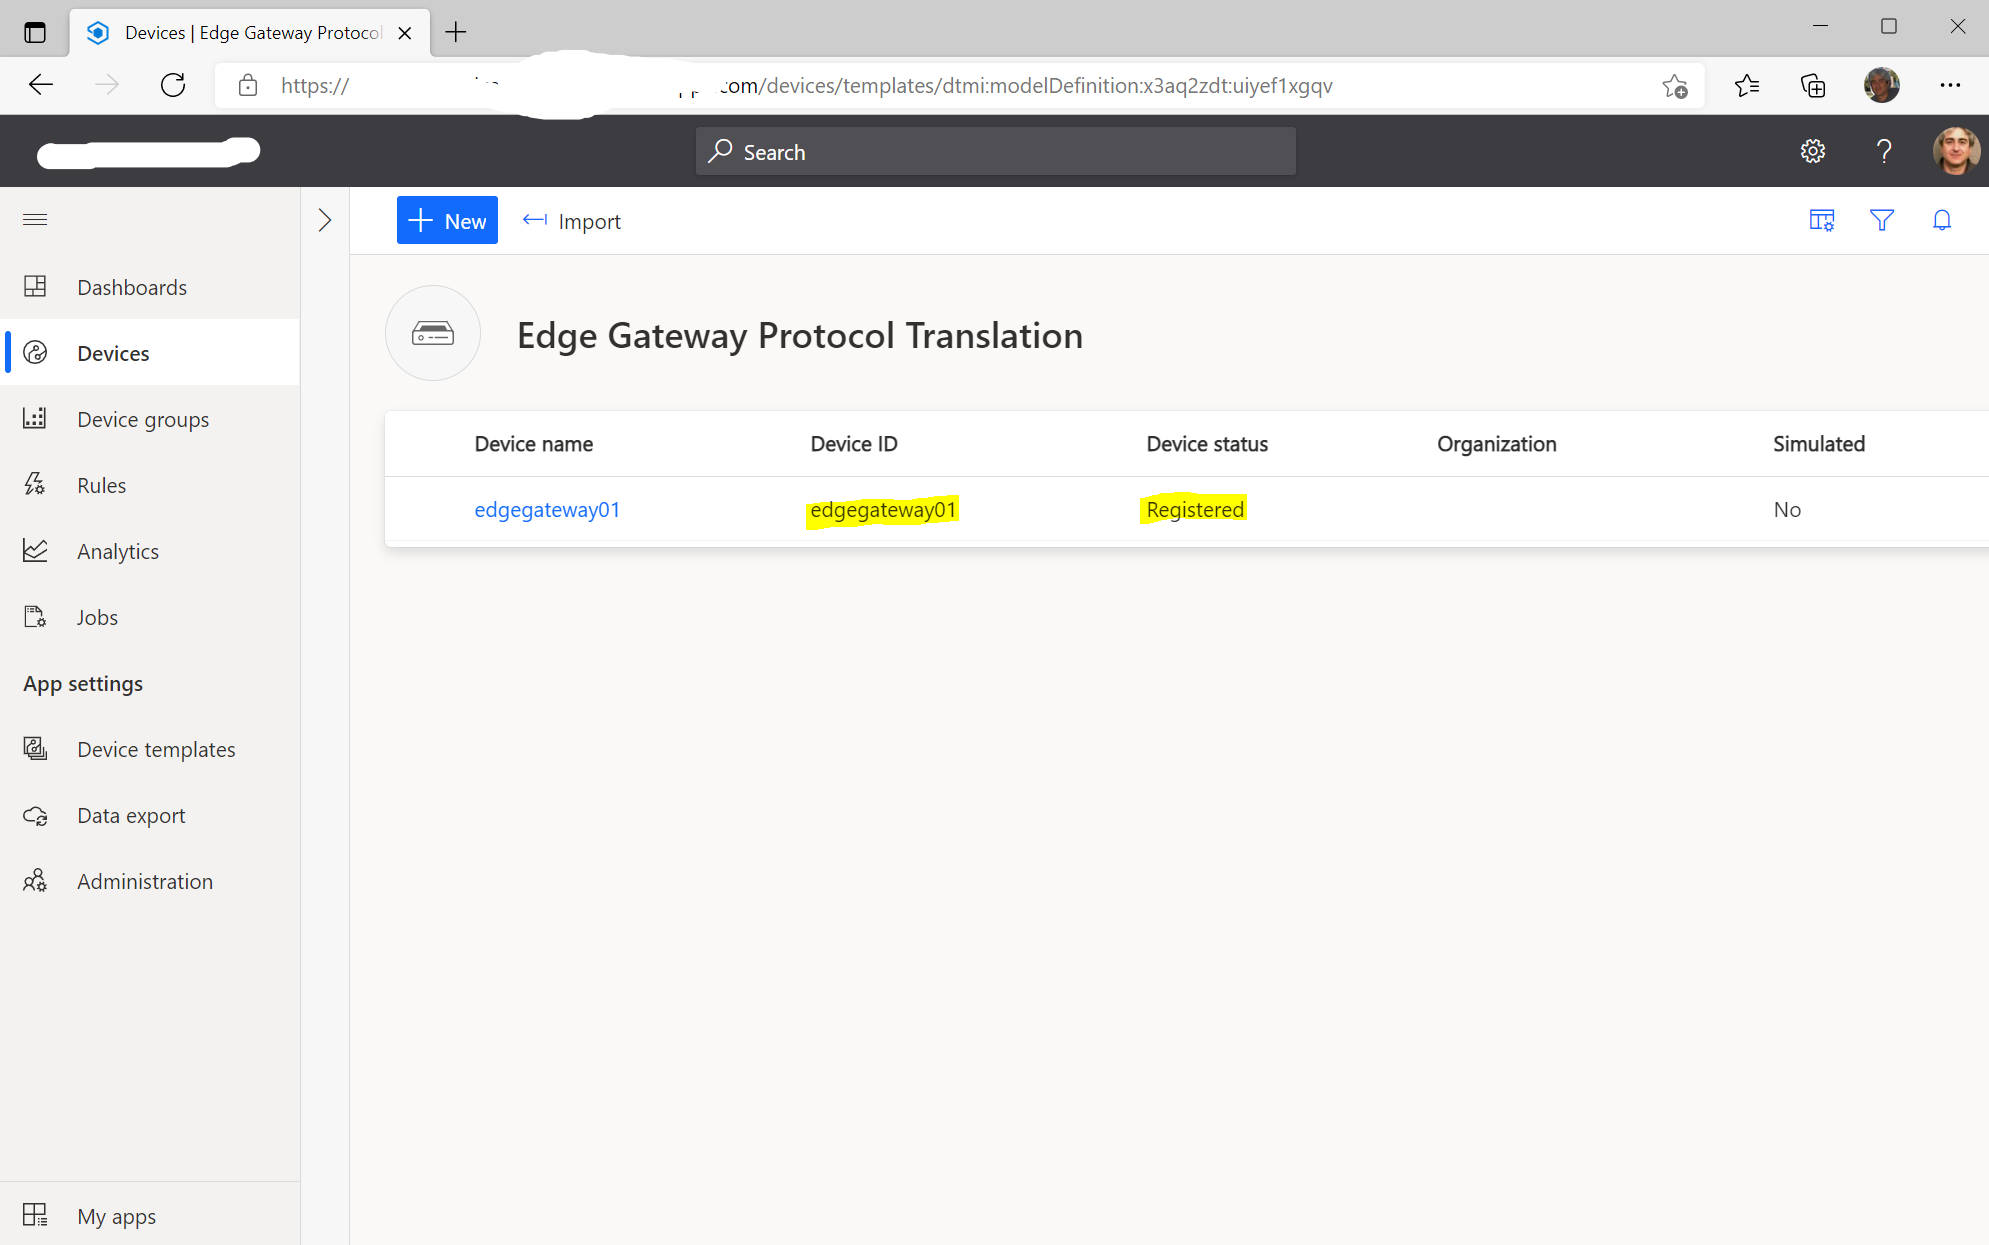 Devices | Edge Gateway Protocol
https://
com/devices/templates/dtmi:modelDefinition:x3aq2zdt:uiyef1xgqv
Search
New
Import
Dashboards
Devices
Device groups
Rules
Analytics
Jobs
App settings
Device templates
Data export
Administration
My apps
Edge Gateway Protocol Translation
Device name Device ID Device status Organization Simulated
edgegateway01 edgegateway01 Registered No